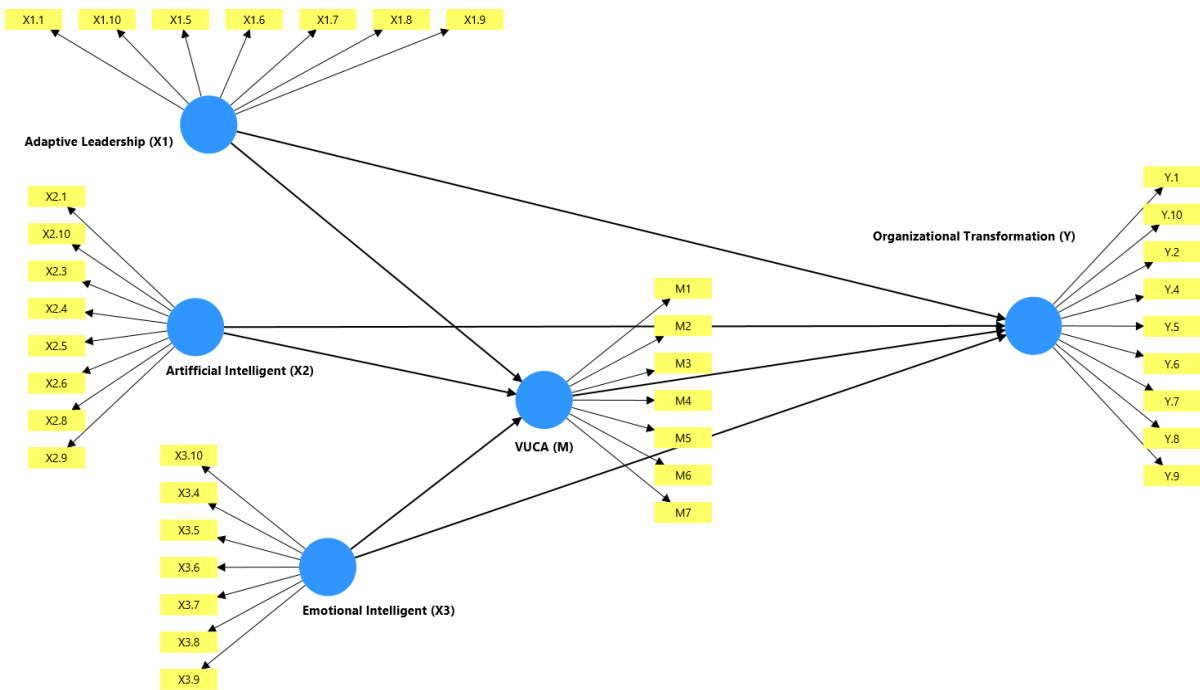 X1.1
X1.10
X1.5
X1.6
X1.7
X1.8
X1.9
Adaptive Leadership (X1)
X2.1
X2.10
X2.3
X2.4
X2.5
X2.6
X2.8
X2.9
Artifficial Intelligent (X2)
X3.10
X3.4
X3.5
X3.6
X3.7
X3.8
X3.9
Emotional Intelligent (X3)
VUCA (M)
M1
M2
M3
M4
M5
M6
M7
Organizational Transformation (Y)
Y.1
Y.10
Y.2
Y.4
Y.5
Y.6
Y.7
Y.8
Y.9